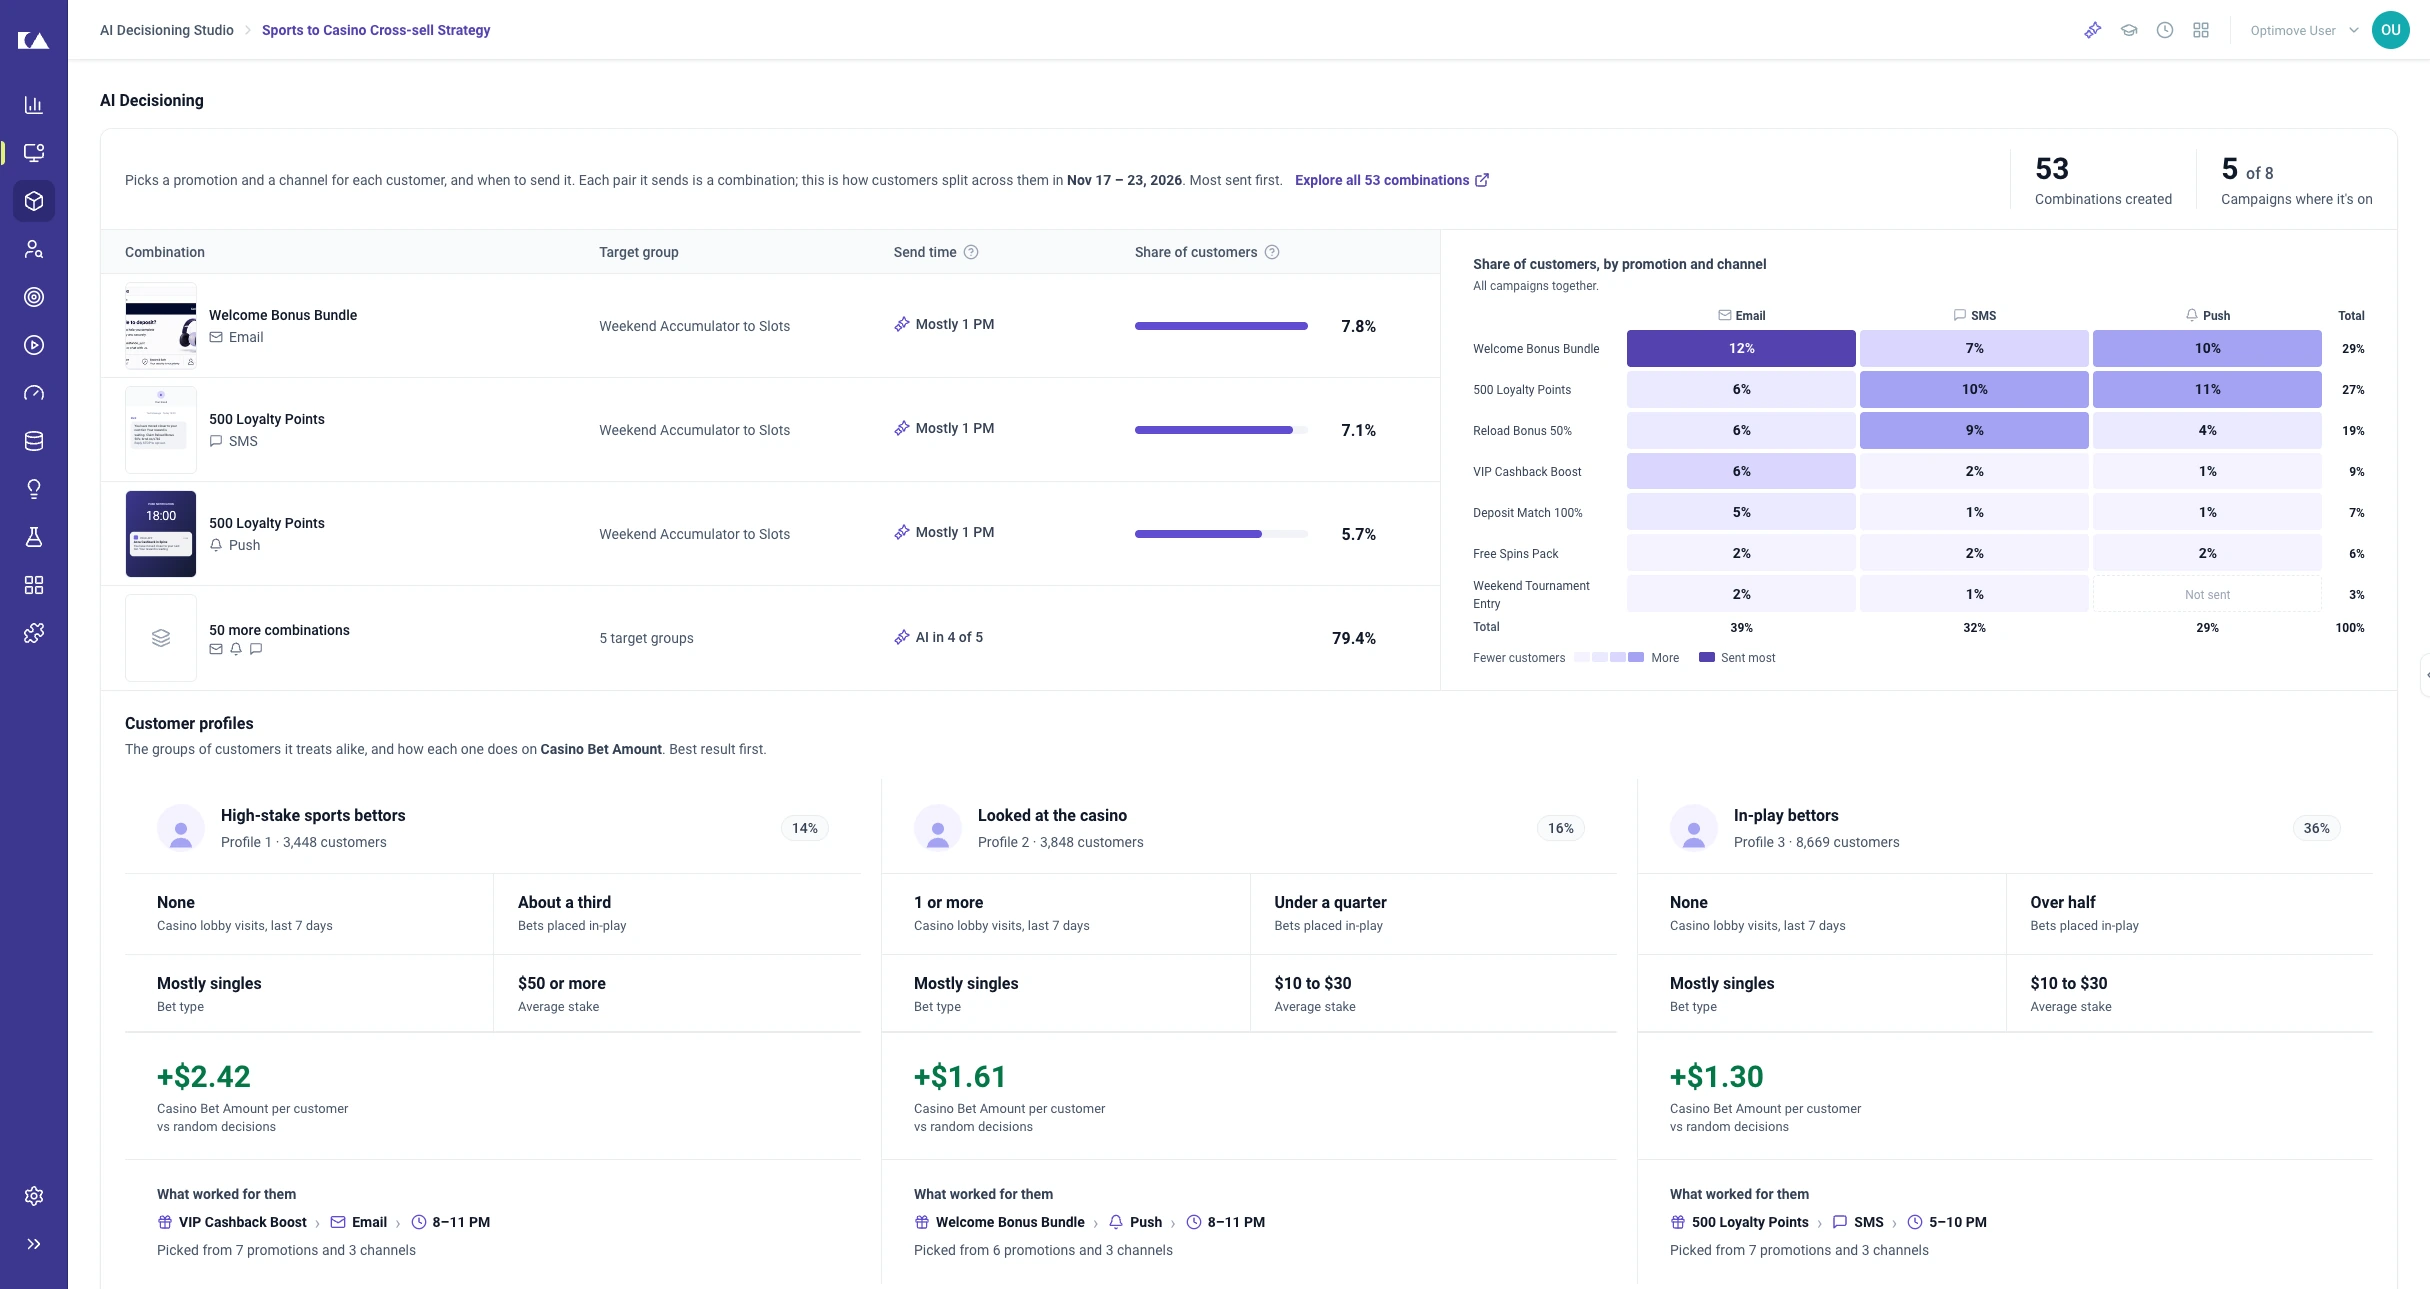 AI Decisioning Studio
Sports to Casino Cross-sell Strategy
Optimove User
OU
AI Decisioning
Picks a promotion and a channel for each customer, and when to send it. Each pair it sends is a combination; this is how customers split across them in Nov 17 – 23, 2026. Most sent first. Explore all 53 combinations
53
Combinations created
5 of 8
Campaigns where it's on
Combination
Target group
Send time
Share of customers
Welcome Bonus Bundle
Email
Weekend Accumulator to Slots
Mostly 1 PM
7.8%
500 Loyalty Points
SMS
Weekend Accumulator to Slots
Mostly 1 PM
7.1%
18:00
500 Loyalty Points
Push
Weekend Accumulator to Slots
Mostly 1 PM
5.7%
50 more combinations
5 target groups
AI in 4 of 5
79.4%
Share of customers, by promotion and channel
All campaigns together.
Email SMS Push Total
Welcome Bonus Bundle 12% 7% 10% 29%
500 Loyalty Points 6% 10% 11% 27%
Reload Bonus 50% 6% 9% 4% 19%
VIP Cashback Boost 6% 2% 1% 9%
Deposit Match 100% 5% 1% 1% 7%
Free Spins Pack 2% 2% 2% 6%
Weekend Tournament
Entry 2% 1% Not sent 3%
Total 39% 32% 29% 100%
Fewer customers More Sent most
Customer profiles
The groups of customers it treats alike, and how each one does on Casino Bet Amount. Best result first.
High-stake sports bettors
Profile 1 · 3,448 customers
14%
None
Casino lobby visits, last 7 days
About a third
Bets placed in-play
Mostly singles
Bet type
$50 or more
Average stake
+$2.42
Casino Bet Amount per customer
vs random decisions
What worked for them
VIP Cashback Boost › Email › 8–11 PM
Picked from 7 promotions and 3 channels
Looked at the casino
Profile 2 · 3,848 customers
16%
1 or more
Casino lobby visits, last 7 days
Under a quarter
Bets placed in-play
Mostly singles
Bet type
$10 to $30
Average stake
+$1.61
Casino Bet Amount per customer
vs random decisions
What worked for them
Welcome Bonus Bundle › Push › 8–11 PM
Picked from 6 promotions and 3 channels
In-play bettors
Profile 3 · 8,669 customers
36%
None
Casino lobby visits, last 7 days
Over half
Bets placed in-play
Mostly singles
Bet type
$10 to $30
Average stake
+$1.30
Casino Bet Amount per customer
vs random decisions
What worked for them
500 Loyalty Points › SMS › 5–10 PM
Picked from 7 promotions and 3 channels